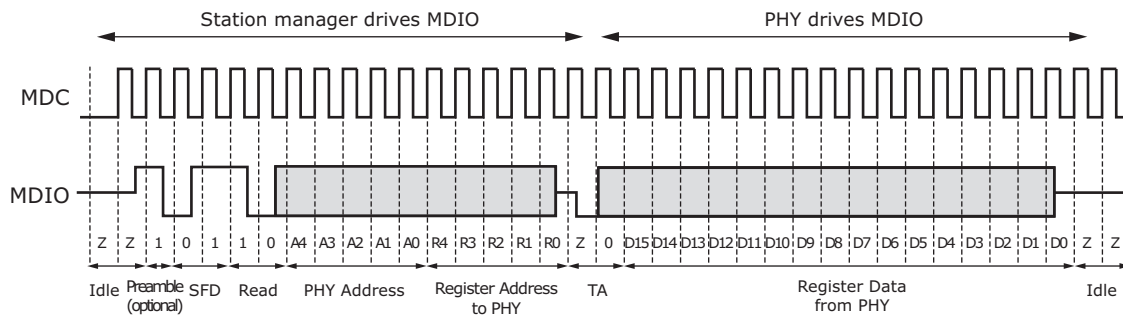 Station manager drives MDIO PHY drives MDIO
MDC
MDIO
Z Z 1 0 1 1 0 A4 A3 A2 A1 A0 R4 R3 R2 R1 R0 Z 0 D15 D14 D13 D12 D11 D10 D9 D8 D7 D6 D5 D4 D3 D2 D1 D0 Z Z
Idle Preamble SFD Read PHY Address Register Address TA Register Data Idle
(optional) to PHY from PHY